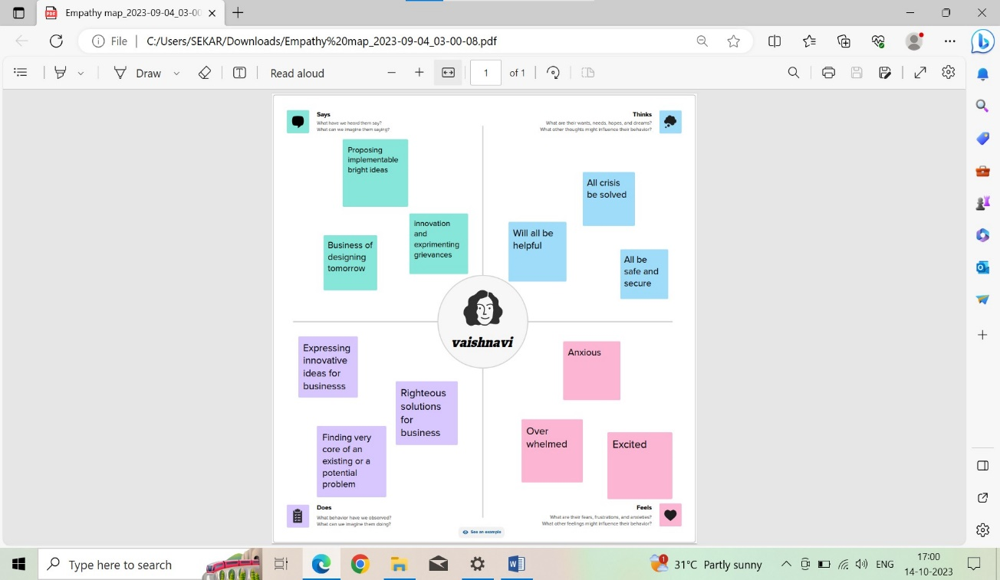 Empathy map_2023-09-04_03-00
File
C:/Users/SEKAR/Downloads/Empathy%20map_2023-09-04_03-00-08.pdf
Draw
Read aloud
1
of 1
Says
What have we heard them say?
What can we imagine them saying?
Thinks
What are their wants, needs, hopes, and dreams?
What other thoughts might influence their behavior?
Proposing
implementable
bright ideas
innovation
and
exprimenting
grievances
Business of
designing
tomorrow
All crisis
be solved
Will all be
helpful
All be
safe and
secure
vaishnavi
Expressing
innovative
ideas for
businesss
Righteous
solutions
for
business
Finding very
core of an
existing or a
potential
problem
Anxious
Over
whelmed
Excited
Does
What behavior have we observed?
What can we imagine them doing?
Feels
What are their fears, frustrations, and anxieties?
What other feelings might influence their behavior?
See an example
Type here to search
1
31°C Partly sunny
ENG
17:00
14-10-2023